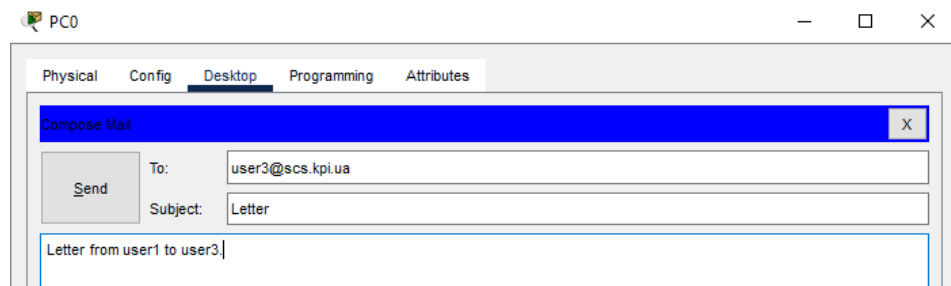 PC0
Physical Config Desktop Programming Attributes
Compose Mail
X
To: user3@scs.kpi.ua
Send
Subject: Letter
Letter from user1 to user3.